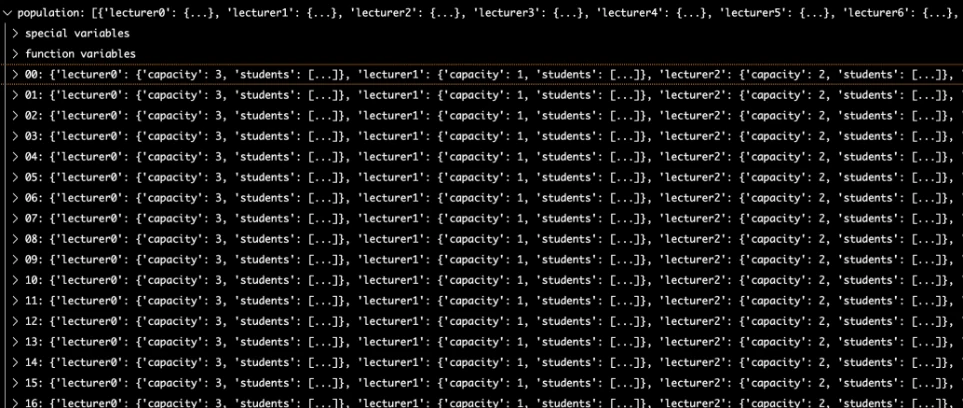 population: [{'lecturer0': {...}, 'lecturer1': {...}, 'lecturer2': {...}, 'lecturer3': {...}, 'lecturer4': {...}, 'lecturer5': {...}, 'lecturer6': {...},
> special variables
> function variables
> 00: {'lecturer0': {'capacity': 3, 'students': [...]}, 'lecturer1': {'capacity': 1, 'students': [...]}, 'lecturer2': {'capacity': 2, 'students': [...]},
> 01: {'lecturer0': {'capacity': 3, 'students': [...]}, 'lecturer1': {'capacity': 1, 'students': [...]}, 'lecturer2': {'capacity': 2, 'students': [...]},
> 02: {'lecturer0': {'capacity': 3, 'students': [...]}, 'lecturer1': {'capacity': 1, 'students': [...]}, 'lecturer2': {'capacity': 2, 'students': [...]},
> 03: {'lecturer0': {'capacity': 3, 'students': [...]}, 'lecturer1': {'capacity': 1, 'students': [...]}, 'lecturer2': {'capacity': 2, 'students': [...]},
> 04: {'lecturer0': {'capacity': 3, 'students': [...]}, 'lecturer1': {'capacity': 1, 'students': [...]}, 'lecturer2': {'capacity': 2, 'students': [...]},
> 05: {'lecturer0': {'capacity': 3, 'students': [...]}, 'lecturer1': {'capacity': 1, 'students': [...]}, 'lecturer2': {'capacity': 2, 'students': [...]},
> 06: {'lecturer0': {'capacity': 3, 'students': [...]}, 'lecturer1': {'capacity': 1, 'students': [...]}, 'lecturer2': {'capacity': 2, 'students': [...]},
> 07: {'lecturer0': {'capacity': 3, 'students': [...]}, 'lecturer1': {'capacity': 1, 'students': [...]}, 'lecturer2': {'capacity': 2, 'students': [...]},
> 08: {'lecturer0': {'capacity': 3, 'students': [...]}, 'lecturer1': {'capacity': 1, 'students': [...]}, 'lecturer2': {'capacity': 2, 'students': [...]},
> 09: {'lecturer0': {'capacity': 3, 'students': [...]}, 'lecturer1': {'capacity': 1, 'students': [...]}, 'lecturer2': {'capacity': 2, 'students': [...]},
> 10: {'lecturer0': {'capacity': 3, 'students': [...]}, 'lecturer1': {'capacity': 1, 'students': [...]}, 'lecturer2': {'capacity': 2, 'students': [...]},
> 11: {'lecturer0': {'capacity': 3, 'students': [...]}, 'lecturer1': {'capacity': 1, 'students': [...]}, 'lecturer2': {'capacity': 2, 'students': [...]},
> 12: {'lecturer0': {'capacity': 3, 'students': [...]}, 'lecturer1': {'capacity': 1, 'students': [...]}, 'lecturer2': {'capacity': 2, 'students': [...]},
> 13: {'lecturer0': {'capacity': 3, 'students': [...]}, 'lecturer1': {'capacity': 1, 'students': [...]}, 'lecturer2': {'capacity': 2, 'students': [...]},
> 14: {'lecturer0': {'capacity': 3, 'students': [...]}, 'lecturer1': {'capacity': 1, 'students': [...]}, 'lecturer2': {'capacity': 2, 'students': [...]},
> 15: {'lecturer0': {'capacity': 3, 'students': [...]}, 'lecturer1': {'capacity': 1, 'students': [...]}, 'lecturer2': {'capacity': 2, 'students': [...]},
> 16: {'lecturer0': {'capacity': 3, 'students': [...]}, 'lecturer1': {'capacity': 1, 'students': [...]}, 'lecturer2': {'capacity': 2, 'students': [...]},